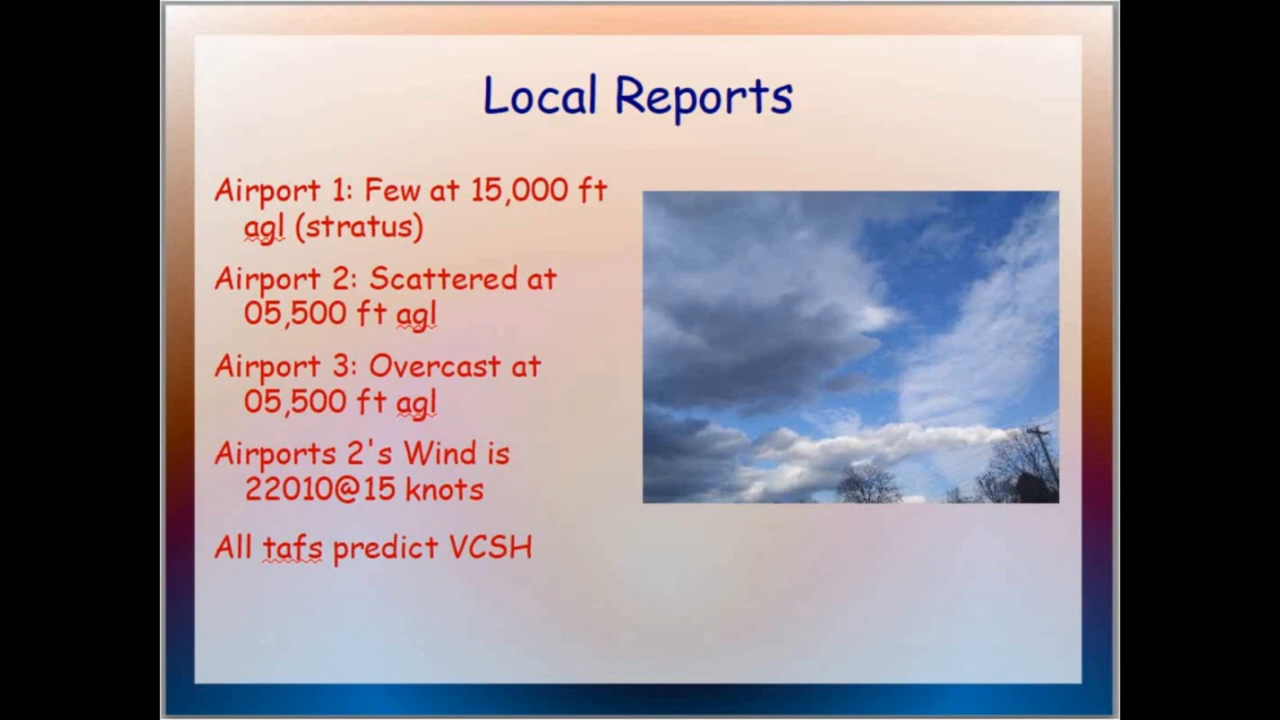 Local Reports
Airport 1: Few at 15,000 ft
agl (stratus)
Airport 2: Scattered at
05,500 ft agl
Airport 3: Overcast at
05,500 ft agl
Airports 2's Wind is
22010@15 knots
All tafs predict VCSH